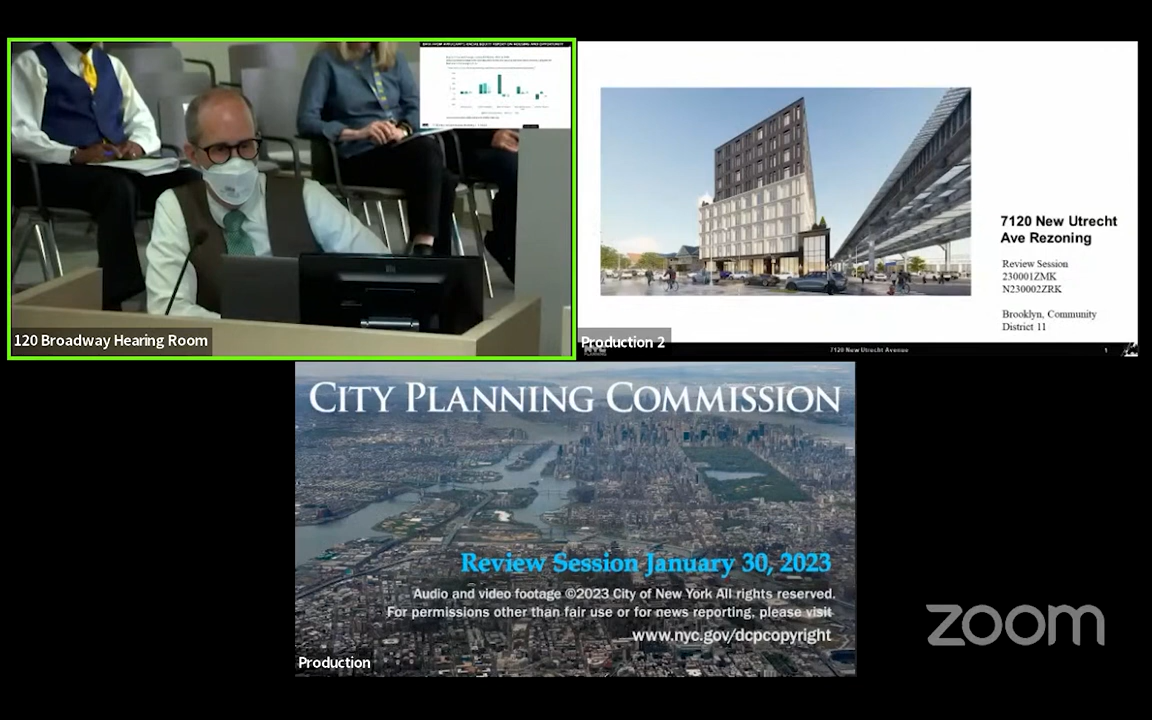 120 Broadway Hearing Room
7120 New Utrecht
Ave Rezoning
Review Session
230001ZMK
N230002ZRK
Brooklyn, Community
District 11
Production 2
7120 New Utrecht Avenue
1
CITY PLANNING COMMISSION
Review Session January 30, 2023
Audio and video footage ©2023 City of New York All rights reserved.
For permissions other than fair use or for news reporting, please visit
www.nyc.gov/dcpcopyright
Production
zoom